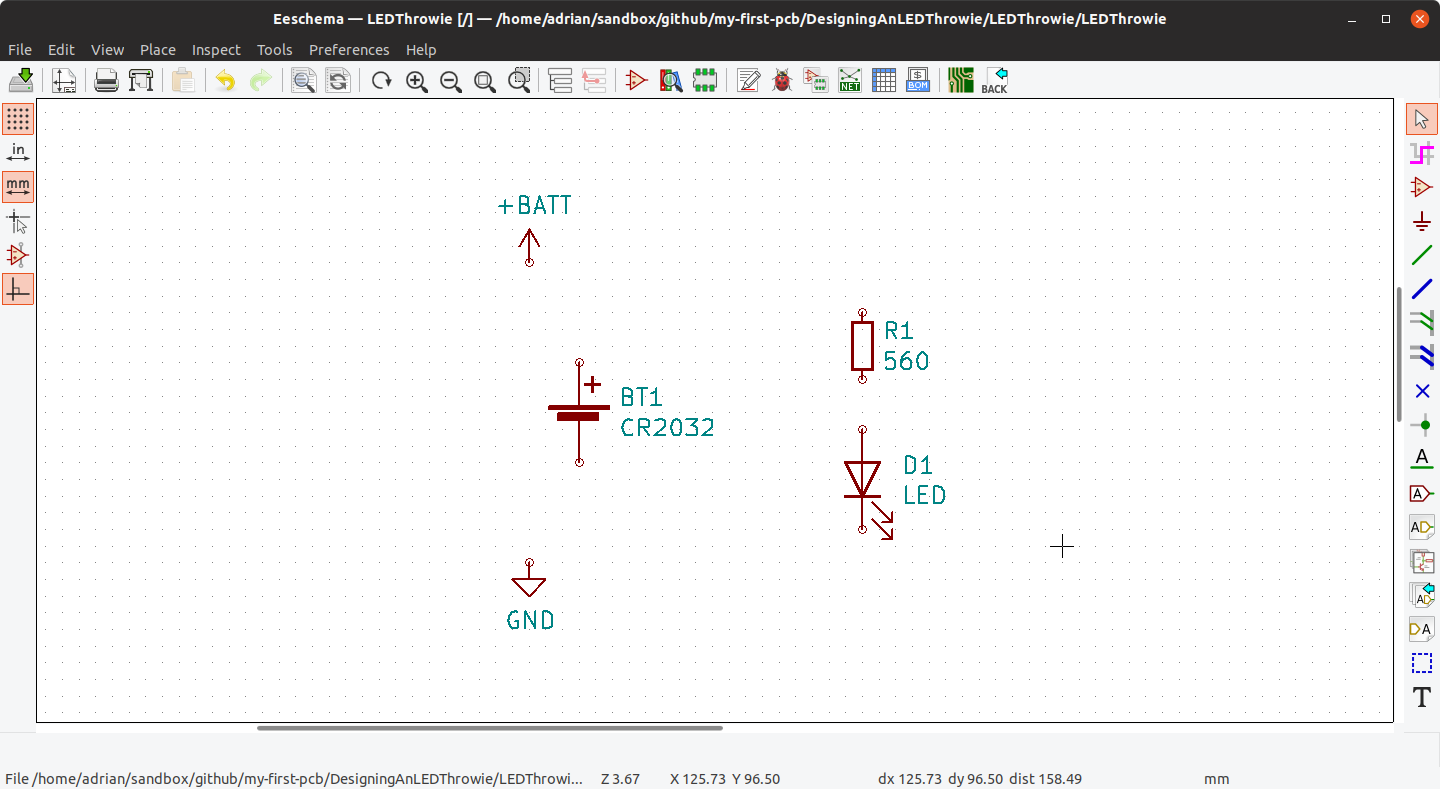 Eeschema — LEDThrowie [/] — /home/adrian/sandbox/github/my-first-pcb/DesigningAnLEDThrowie/LEDThrowie/LEDThrowie
File Edit View Place Inspect Tools Preferences Help
NET
$
BOM
BACK
in
mm
+BATT
R1
560
+
BT1
CR2032
D1
LED
GND
A
A
AD
AD
DA
T
File /home/adrian/sandbox/github/my-first-pcb/DesigningAnLEDThrowie/LEDThrowi... Z 3.67 X 125.73 Y 96.50 dx 125.73 dy 96.50 dist 158.49 mm